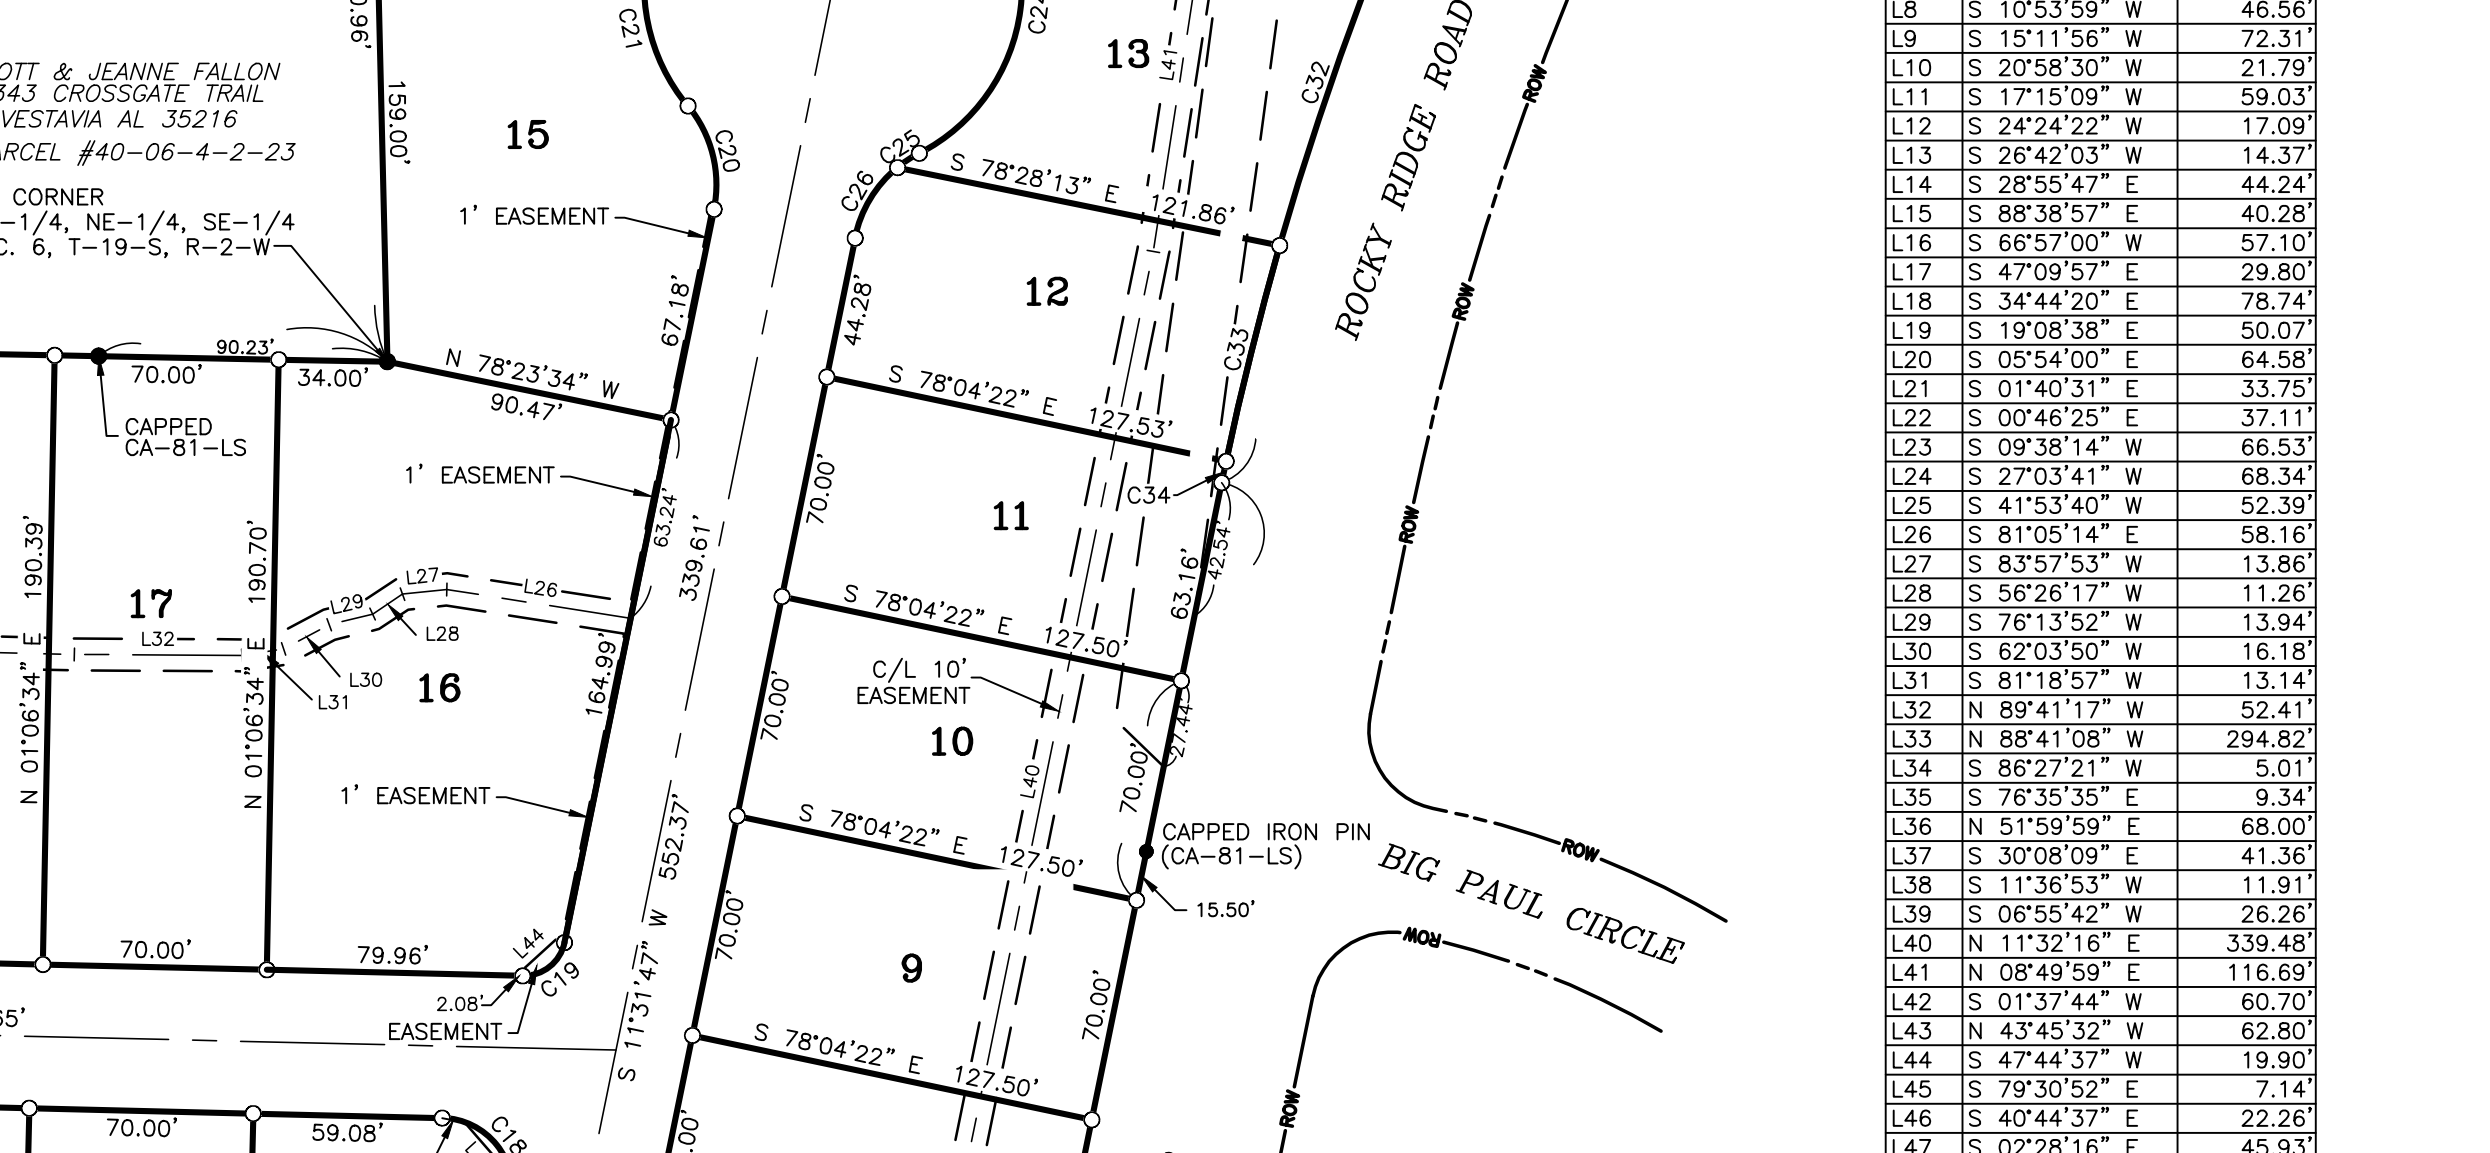 0.96'
159.00'
OTT & JEANNE FALLON
343 CROSSGATE TRAIL
VESTAVIA AL 35216
ARCEL #40-06-4-2-23
CORNER
-1/4, NE-1/4, SE-1/4
C. 6, T-19-S, R-2-W
15
C21
C20
1' EASEMENT
67.18'
C24
C25
C26
13
L41
C32
ROCKY RIDGE ROAD
ROW
S 78°28'13" E
121.86'
12
44.28'
C33
ROW
90.23'
70.00'
34.00'
N 78°23'34" W
90.47'
CAPPED
CA-81-LS
S 78°04'22" E
127.53'
1' EASEMENT
63.24'
339.61'
70.00'
11
C34
42.54'
63.16'
ROW
190.39'
N 01°06'34" E
190.70'
N 01°06'34" E
17
L32
L29
L27
L26
L28
L30
L31
16
164.99'
S 78°04'22" E
127.50'
C/L 10'
EASEMENT
70.00'
10
L40
27.44'
70.00'
1' EASEMENT
S 11°31'47" W 552.37'
S 78°04'22" E
127.50'
CAPPED IRON PIN
(CA-81-LS)
15.50'
ROW
BIG PAUL CIRCLE
ROW
70.00'
79.96'
L44
C19
2.08'
EASEMENT
65'
70.00'
9
70.00'
S 78°04'22" E
127.50'
ROW
70.00'
59.08'
C18
.00'
L8 S 10°53'59" W 46.56'
L9 S 15°11'56" W 72.31'
L10 S 20°58'30" W 21.79'
L11 S 17°15'09" W 59.03'
L12 S 24°24'22" W 17.09'
L13 S 26°42'03" W 14.37'
L14 S 28°55'47" E 44.24'
L15 S 88°38'57" E 40.28'
L16 S 66°57'00" W 57.10'
L17 S 47°09'57" E 29.80'
L18 S 34°44'20" E 78.74'
L19 S 19°08'38" E 50.07'
L20 S 05°54'00" E 64.58'
L21 S 01°40'31" E 33.75'
L22 S 00°46'25" E 37.11'
L23 S 09°38'14" W 66.53'
L24 S 27°03'41" W 68.34'
L25 S 41°53'40" W 52.39'
L26 S 81°05'14" E 58.16'
L27 S 83°57'53" W 13.86'
L28 S 56°26'17" W 11.26'
L29 S 76°13'52" W 13.94'
L30 S 62°03'50" W 16.18'
L31 S 81°18'57" W 13.14'
L32 N 89°41'17" W 52.41'
L33 N 88°41'08" W 294.82'
L34 S 86°27'21" W 5.01'
L35 S 76°35'35" E 9.34'
L36 N 51°59'59" E 68.00'
L37 S 30°08'09" E 41.36'
L38 S 11°36'53" W 11.91'
L39 S 06°55'42" W 26.26'
L40 N 11°32'16" E 339.48'
L41 N 08°49'59" E 116.69'
L42 S 01°37'44" W 60.70'
L43 N 43°45'32" W 62.80'
L44 S 47°44'37" W 19.90'
L45 S 79°30'52" E 7.14'
L46 S 40°44'37" E 22.26'
L47 S 02°28'16" E 45.93'